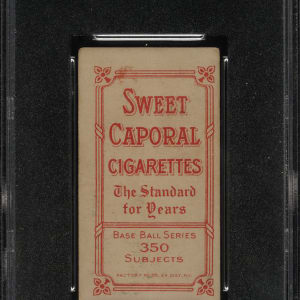 SWEET
CAPORAL
CIGARETTES
The Standard
for Years
BASE BALL SERIES
350
SUBJECTS